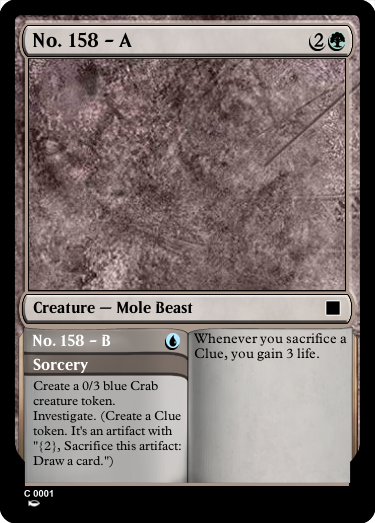 No. 158 – A
2
Creature — Mole Beast
No. 158 – B
Sorcery
Create a 0/3 blue Crab
creature token.
Investigate. (Create a Clue
token. It's an artifact with
"{2}, Sacrifice this artifact:
Draw a card.")
Whenever you sacrifice a
Clue, you gain 3 life.
C 0001